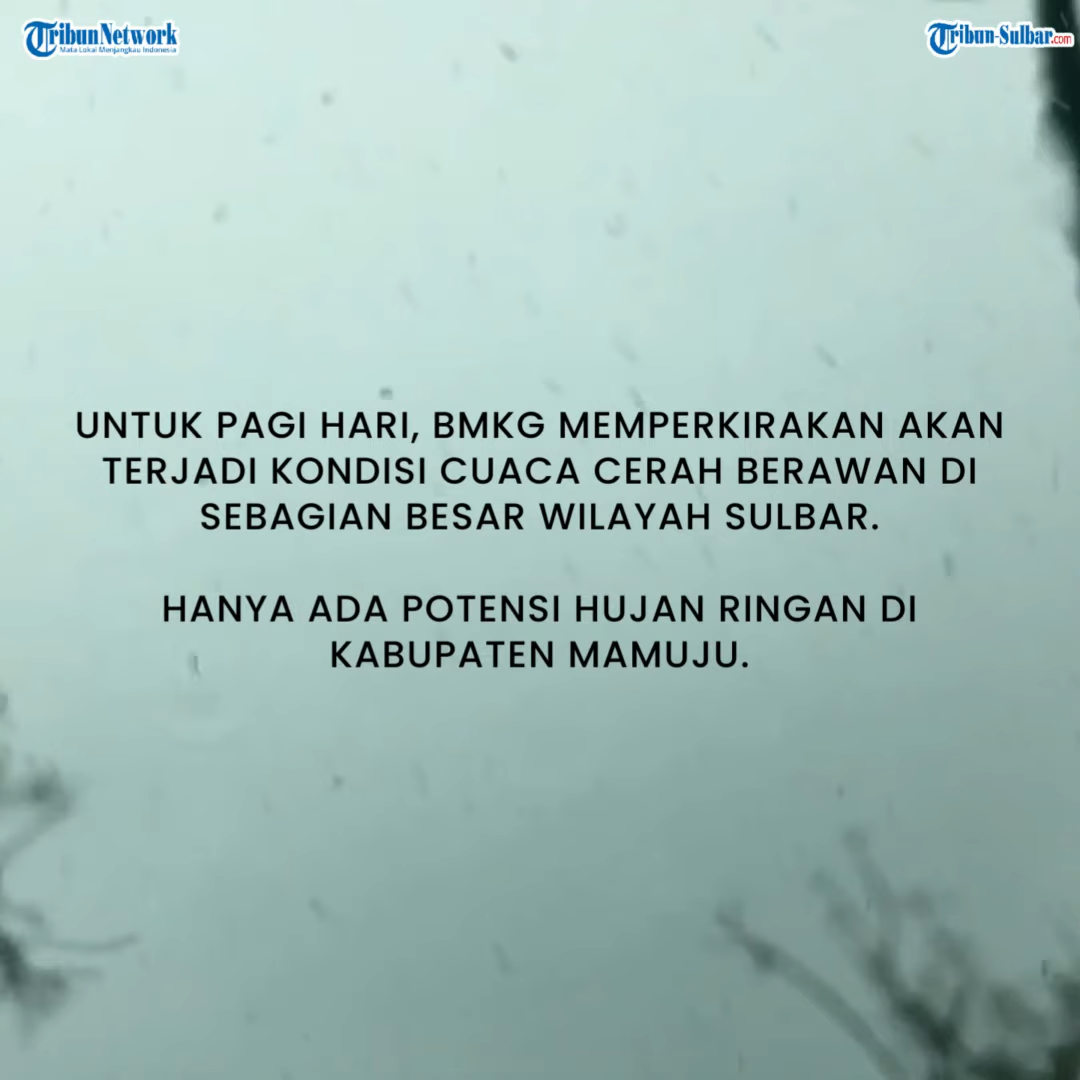 TribunNetwork
Mata Lokal Menjangkau Indonesia
Tribun-Sulbar.com
UNTUK PAGI HARI, BMKG MEMPERKIRAKAN AKAN
TERJADI KONDISI CUACA CERAH BERAWAN DI
SEBAGIAN BESAR WILAYAH SULBAR.
HANYA ADA POTENSI HUJAN RINGAN DI
KABUPATEN MAMUJU.